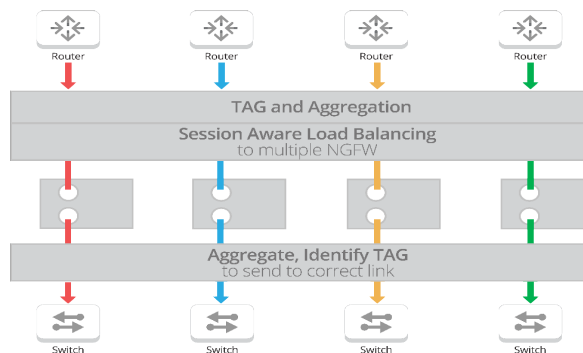 Router Router Router Router
TAG and Aggregation
Session Aware Load Balancing
to multiple NGFW
Aggregate, Identify TAG
to send to correct link
Switch Switch Switch Switch